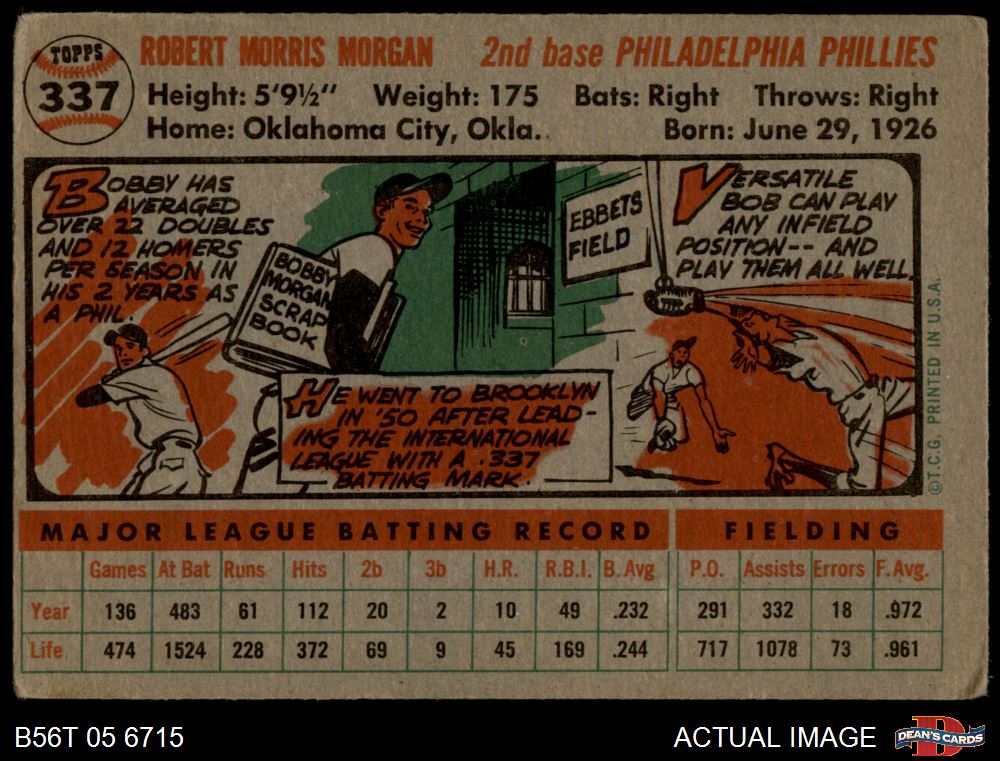 TOPPS
337
ROBERT MORRIS MORGAN 2nd base PHILADELPHIA PHILLIES
Height: 5'9½" Weight: 175 Bats: Right Throws: Right
Home: Oklahoma City, Okla. Born: June 29, 1926
BOBBY HAS
AVERAGED
OVER 22 DOUBLES
AND 12 HOMERS
PER SEASON IN
HIS 2 YEARS AS
A PHIL.
BOBBY
MORGAN
SCRAP
BOOK
HE WENT TO BROOKLYN
IN '50 AFTER LEAD-
ING THE INTERNATIONAL
LEAGUE WITH A .337
BATTING MARK.
EBBETS
FIELD
VERSATILE
BOB CAN PLAY
ANY INFIELD
POSITION-- AND
PLAY THEM ALL WELL.
©T.C.G. PRINTED IN U.S.A.
MAJOR LEAGUE BATTING RECORD FIELDING
Games At Bat Runs Hits 2b 3b H.R. R.B.I. B. Avg P.O. Assists Errors F. Avg.
Year 136 483 61 112 20 2 10 49 .232 291 332 18 .972
Life 474 1524 228 372 69 9 45 169 .244 717 1078 73 .961
B56T 05 6715 ACTUAL IMAGE
D
DEAN'S CARDS